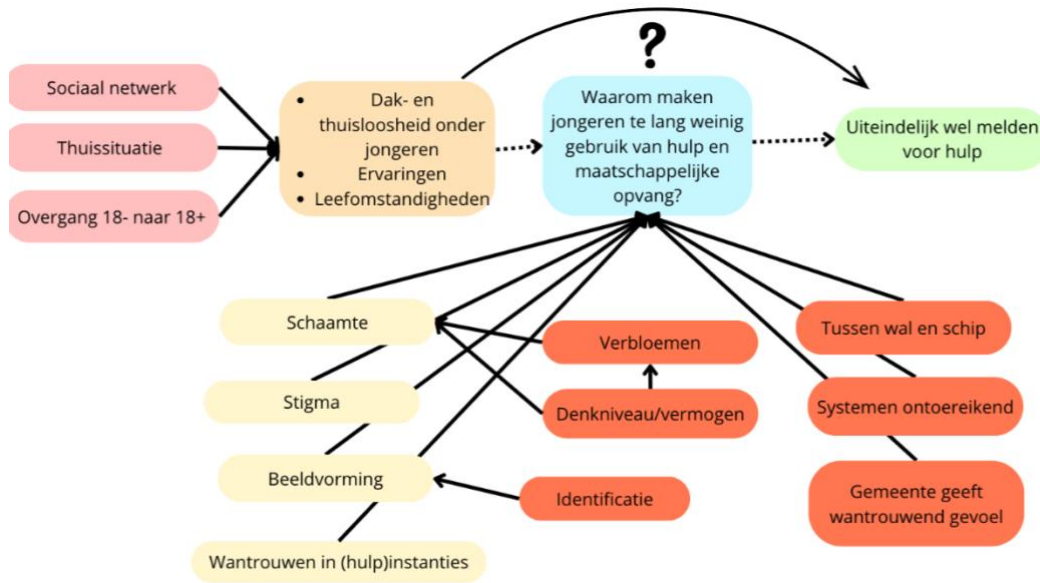 ?
Sociaal netwerk
Thuissituatie
Overgang 18- naar 18+
• Dak- en
thuisloosheid onder
jongeren
• Ervaringen
• Leefomstandigheden
Waarom maken
jongeren te lang weinig
gebruik van hulp en
maatschappelijke
opvang?
Uiteindelijk wel melden
voor hulp
Schaamte
Stigma
Beeldvorming
Wantrouwen in (hulp)instanties
Verbloemen
Denkniveau/vermogen
Identificatie
Tussen wal en schip
Systemen ontoereikend
Gemeente geeft
wantrouwend gevoel